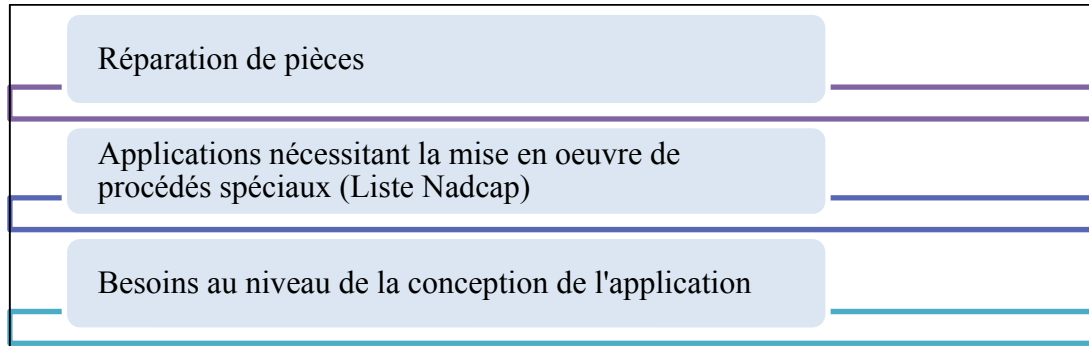 Réparation de pièces
Applications nécessitant la mise en oeuvre de
procédés spéciaux (Liste Nadcap)
Besoins au niveau de la conception de l'application